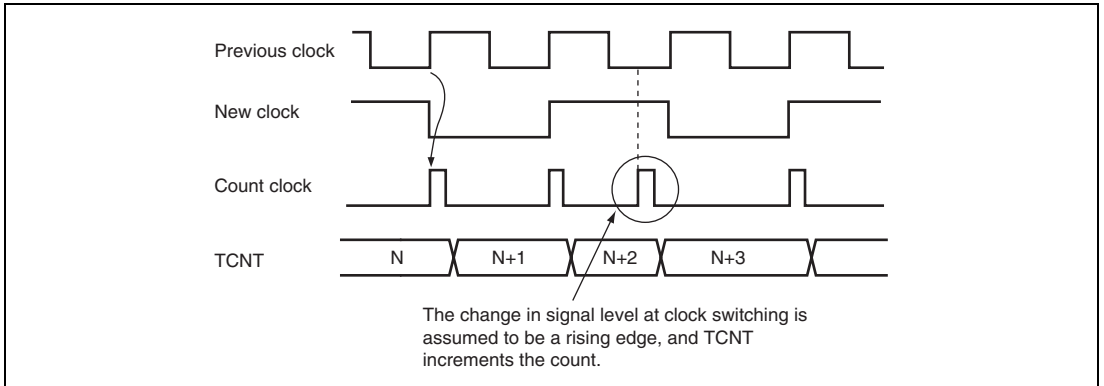 Previous clock
New clock
Count clock
TCNT N N+1 N+2 N+3
The change in signal level at clock switching is
assumed to be a rising edge, and TCNT
increments the count.